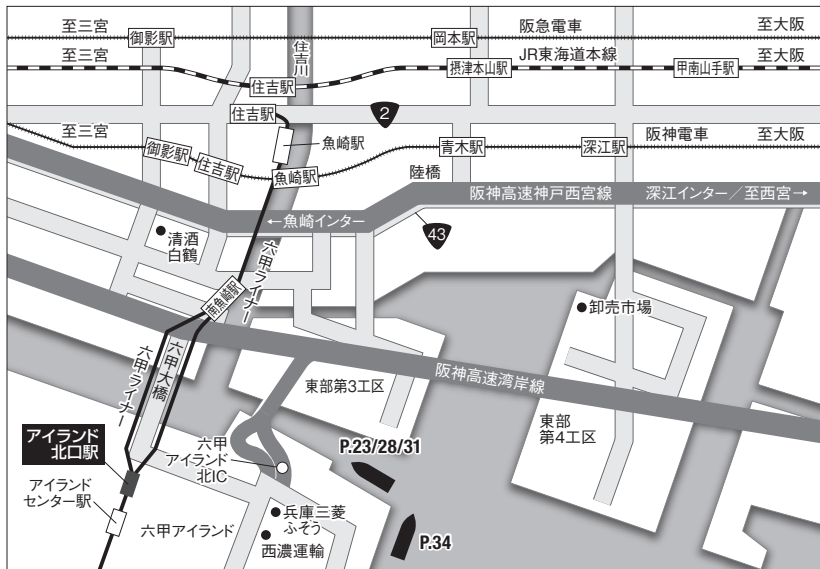 至三宮
御影駅
住吉川
岡本駅
阪急電車
至大阪
至三宮
JR東海道本線
至大阪
摂津本山駅
甲南山手駅
住吉駅
住吉駅
2
至三宮
魚崎駅
青木駅
深江駅
阪神電車
至大阪
御影駅
住吉駅
魚崎駅
陸橋
阪神高速神戸西宮線
深江インター／至西宮→
←魚崎インター
43
清酒
白鶴
六甲ライナー
南魚崎駅
卸売市場
六甲ライナー
六甲大橋
阪神高速湾岸線
東部第3工区
東部
第4工区
アイランド
北口駅
六甲
アイランド
北IC
P.23/28/31
アイランド
センター駅
六甲アイランド
兵庫三菱
ふそう
西濃運輸
P.34